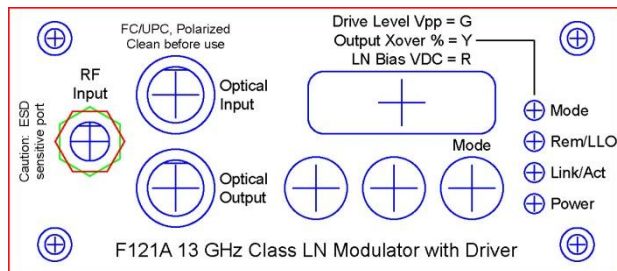 FC/UPC, Polarized
Clean before use
Drive Level Vpp = G
Output Xover % = Y
LN Bias VDC = R
RF
Input
Optical
Input
Caution: ESD
sensitive port
Mode
Rem/LLO
Link/Act
Power
Mode
Optical
Output
F121A 13 GHz Class LN Modulator with Driver